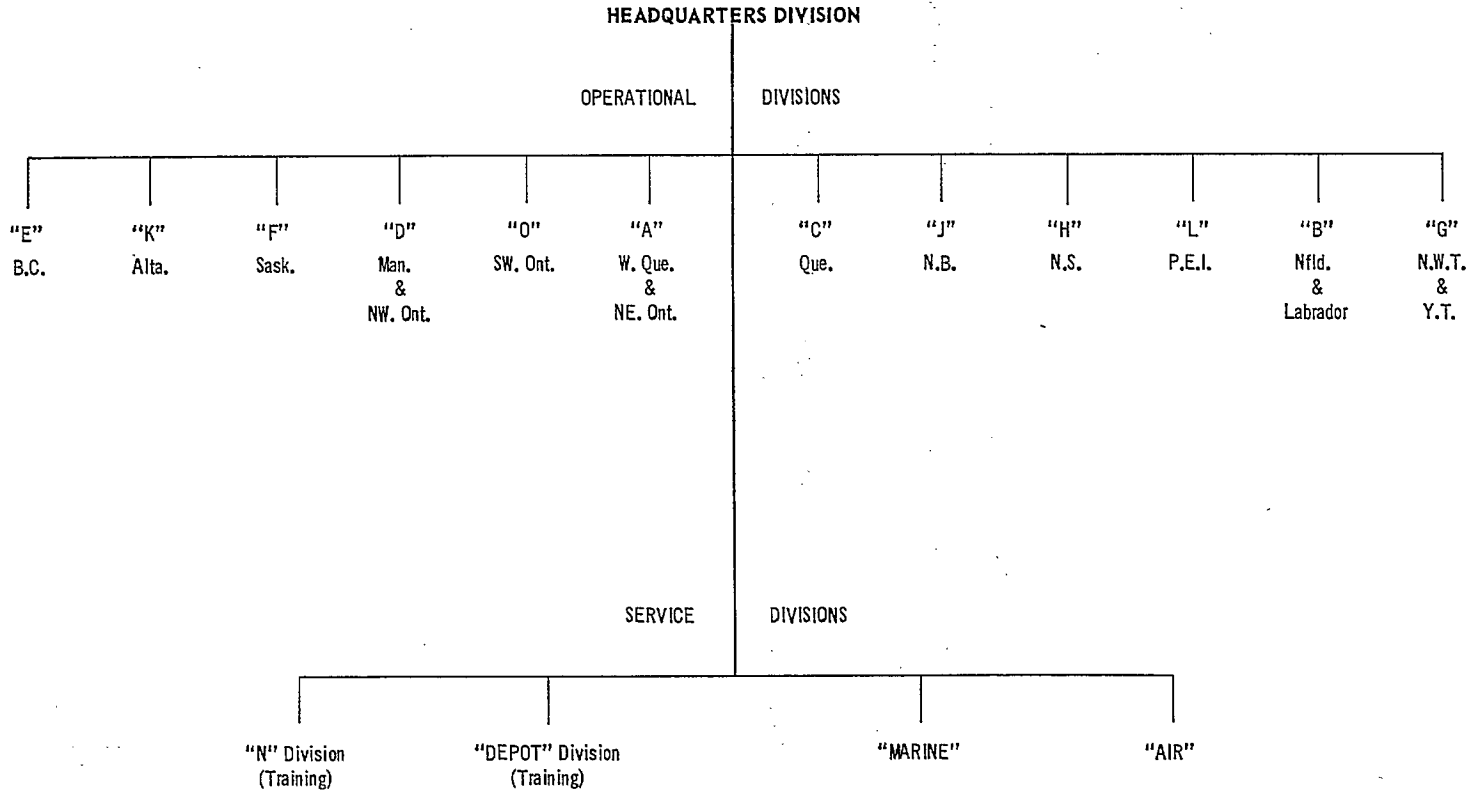 HEADQUARTERS DIVISION
OPERATIONAL DIVISIONS
"E" "K" "F" "D" "O" "A" "C" "J" "H" "L" "B" "G"
B.C. Alta. Sask. Man. SW. Ont. W. Que. Que. N.B. N.S. P.E.I. Nfld. N.W.T.
& & & &
NW. Ont. NE. Ont. Labrador Y.T.
SERVICE DIVISIONS
"N" Division "DEPOT" Division "MARINE" "AIR"
(Training) (Training)